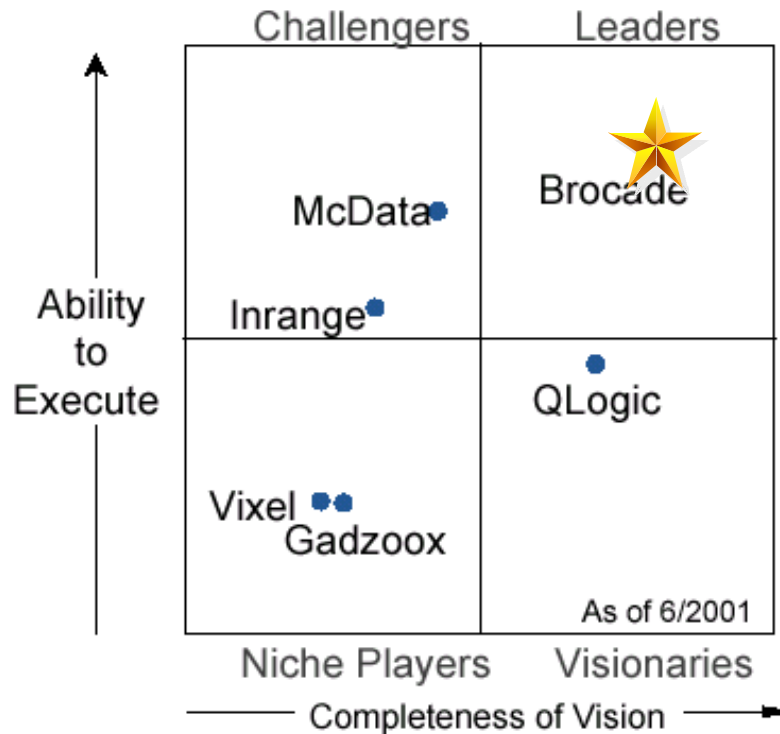 Challengers
Leaders
McData
Brocade
Inrange
Ability
to
Execute
QLogic
Vixel
Gadzoox
As of 6/2001
Niche Players
Visionaries
Completeness of Vision